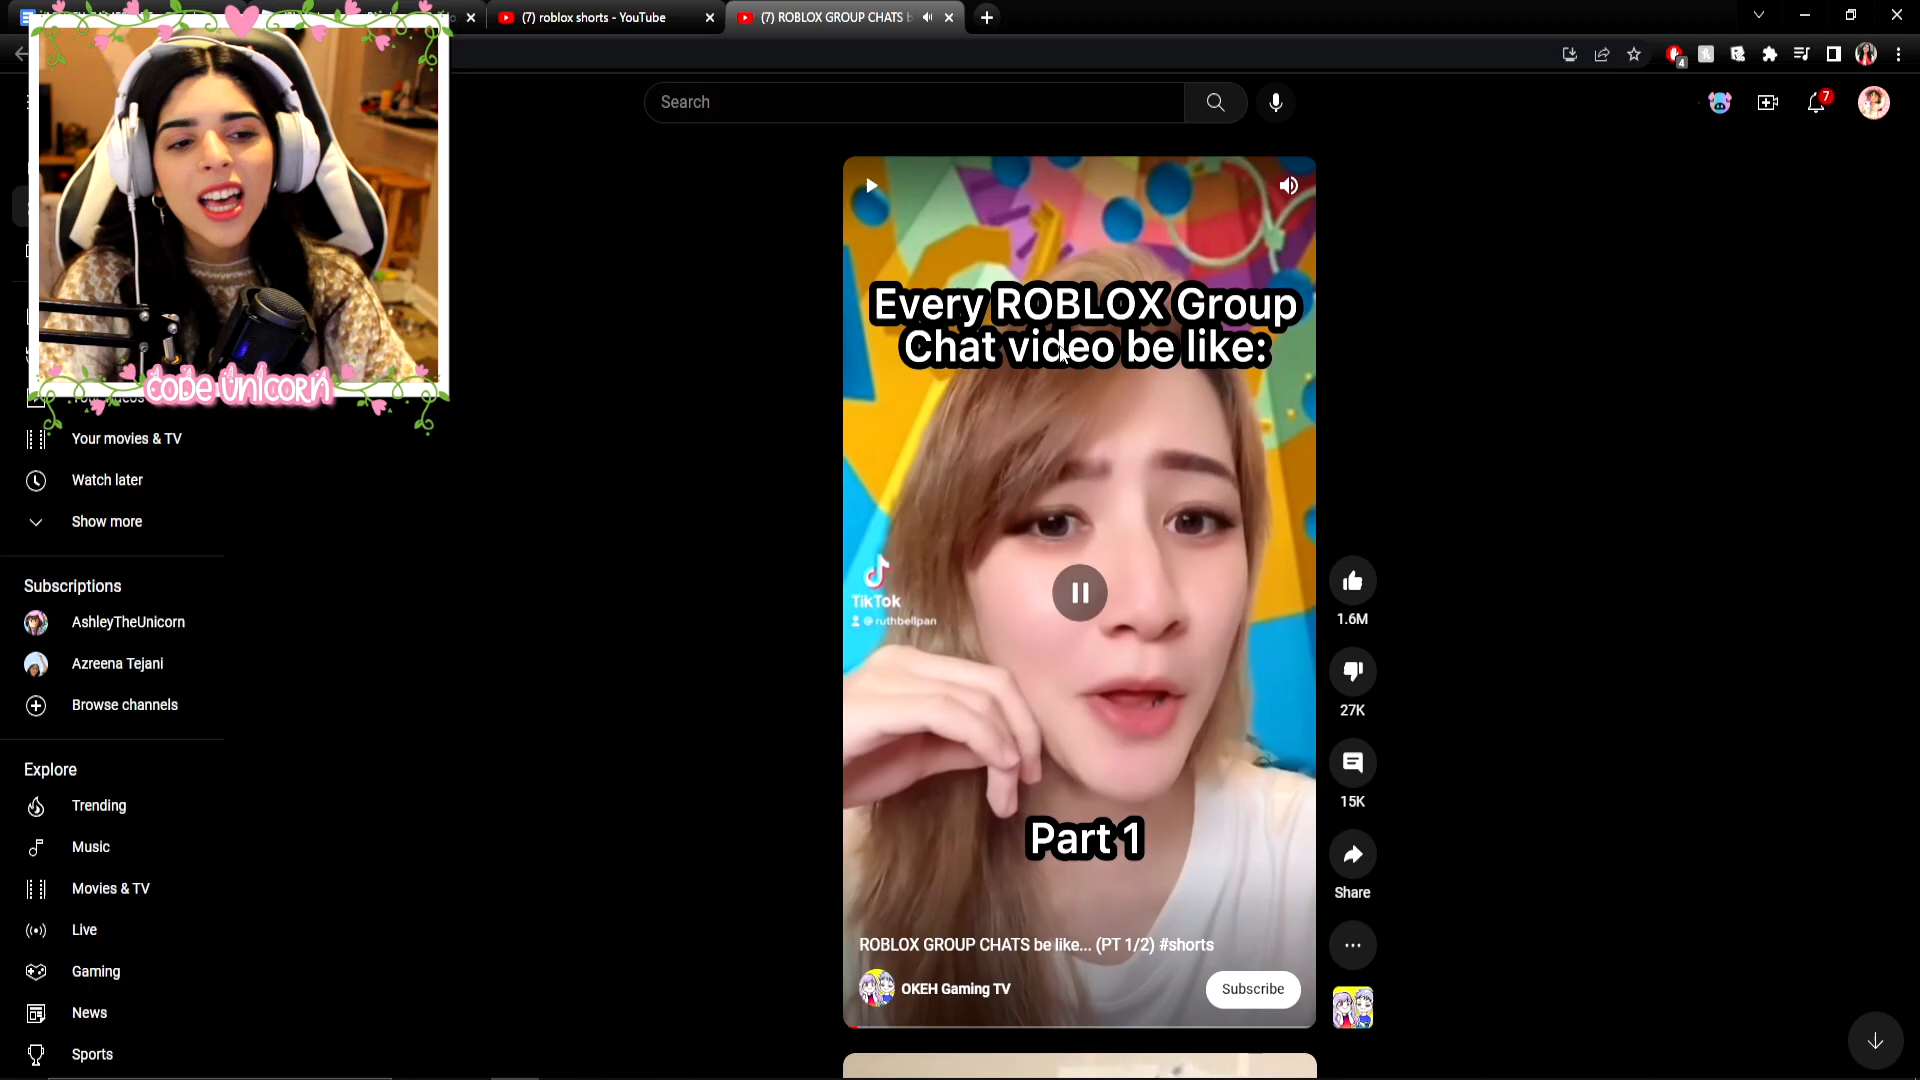 (7) roblox shorts - YouTube
(7) ROBLOX GROUP CHATS
4
Search
7
CODE UNICORN
Your movies & TV
Watch later
Show more
Subscriptions
AshleyTheUnicorn
Azreena Tejani
Browse channels
Explore
Trending
Music
Movies & TV
Live
Gaming
News
Sports
Every ROBLOX Group
Chat video be like:
TikTok
@ruthbellpan
Part 1
ROBLOX GROUP CHATS be like... (PT 1/2) #shorts
OKEH Gaming TV
Subscribe
1.6M
27K
15K
Share